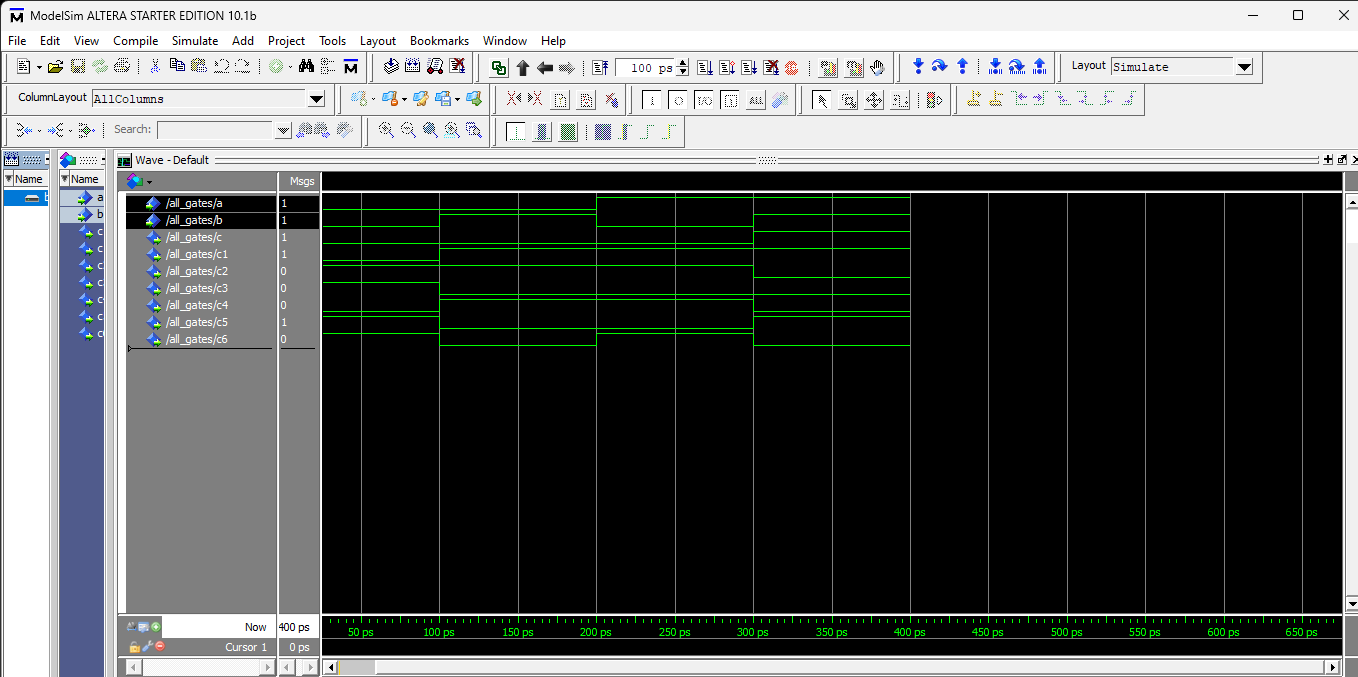 ModelSim ALTERA STARTER EDITION 10.1b
File Edit View Compile Simulate Add Project Tools Layout Bookmarks Window Help
100 ps
Layout Simulate
ColumnLayout AllColumns
Search:
Wave - Default
Name
Name
Msgs
a
/all_gates/a 1
b
/all_gates/b 1
/all_gates/c 1
/all_gates/c1 1
/all_gates/c2 0
/all_gates/c3 0
/all_gates/c4 0
/all_gates/c5 1
/all_gates/c6 0
Now 400 ps
50 ps 100 ps 150 ps 200 ps 250 ps 300 ps 350 ps 400 ps 450 ps 500 ps 550 ps 600 ps 650 ps
Cursor 1 0 ps